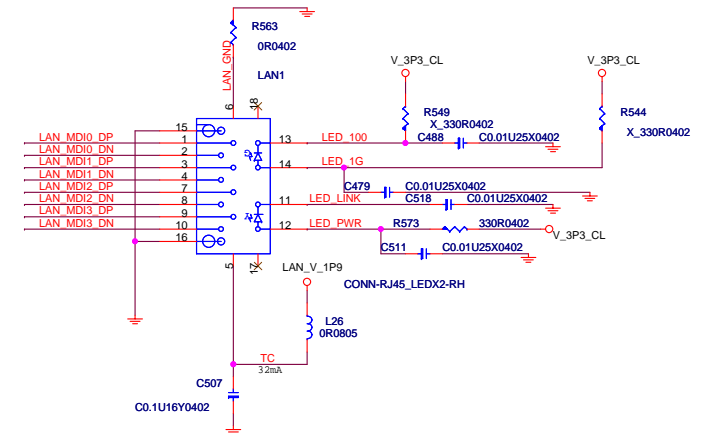 R563
0R0402
LAN_GND
LAN1
V_3P3_CL
V_3P3_CL
6
18
R549
X_330R0402
R544
X_330R0402
15
LAN_MDI0_DP
1
13
LED_100
C488
C0.01U25X0402
LAN_MDI0_DN
2
LAN_MDI1_DP
3
14
LED_1G
LAN_MDI1_DN
4
LAN_MDI2_DP
7
C479
C0.01U25X0402
LAN_MDI2_DN
8
11
LED_LINK
C518
C0.01U25X0402
LAN_MDI3_DP
9
LAN_MDI3_DN
10
12
LED_PWR
R573
330R0402
V_3P3_CL
16
C511
C0.01U25X0402
5
17
LAN_V_1P9
CONN-RJ45_LEDX2-RH
L26
0R0805
TC
32mA
C507
C0.1U16Y0402